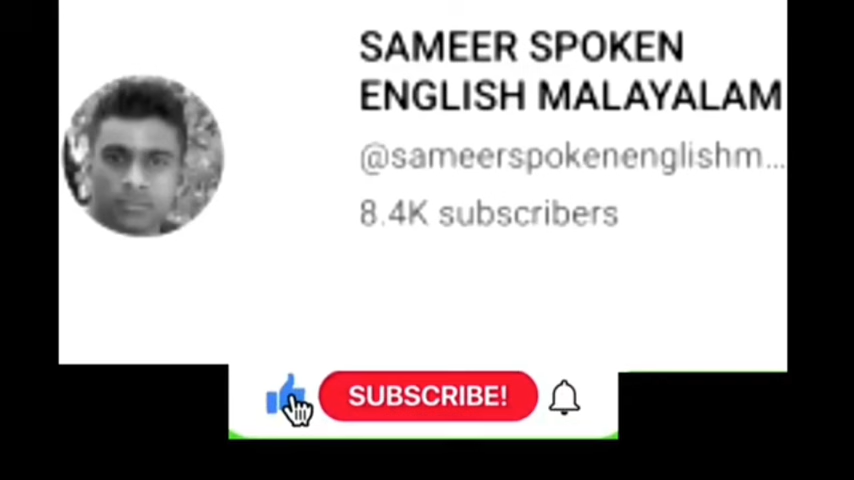 SAMEER SPOKEN
ENGLISH MALAYALAM
@sameerspokenenglishm...
8.4K subscribers
SUBSCRIBE!